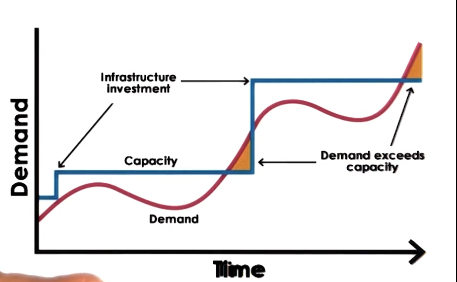 Infrastructure
investment
Demand
Capacity
Demand exceeds
capacity
Demand
Time